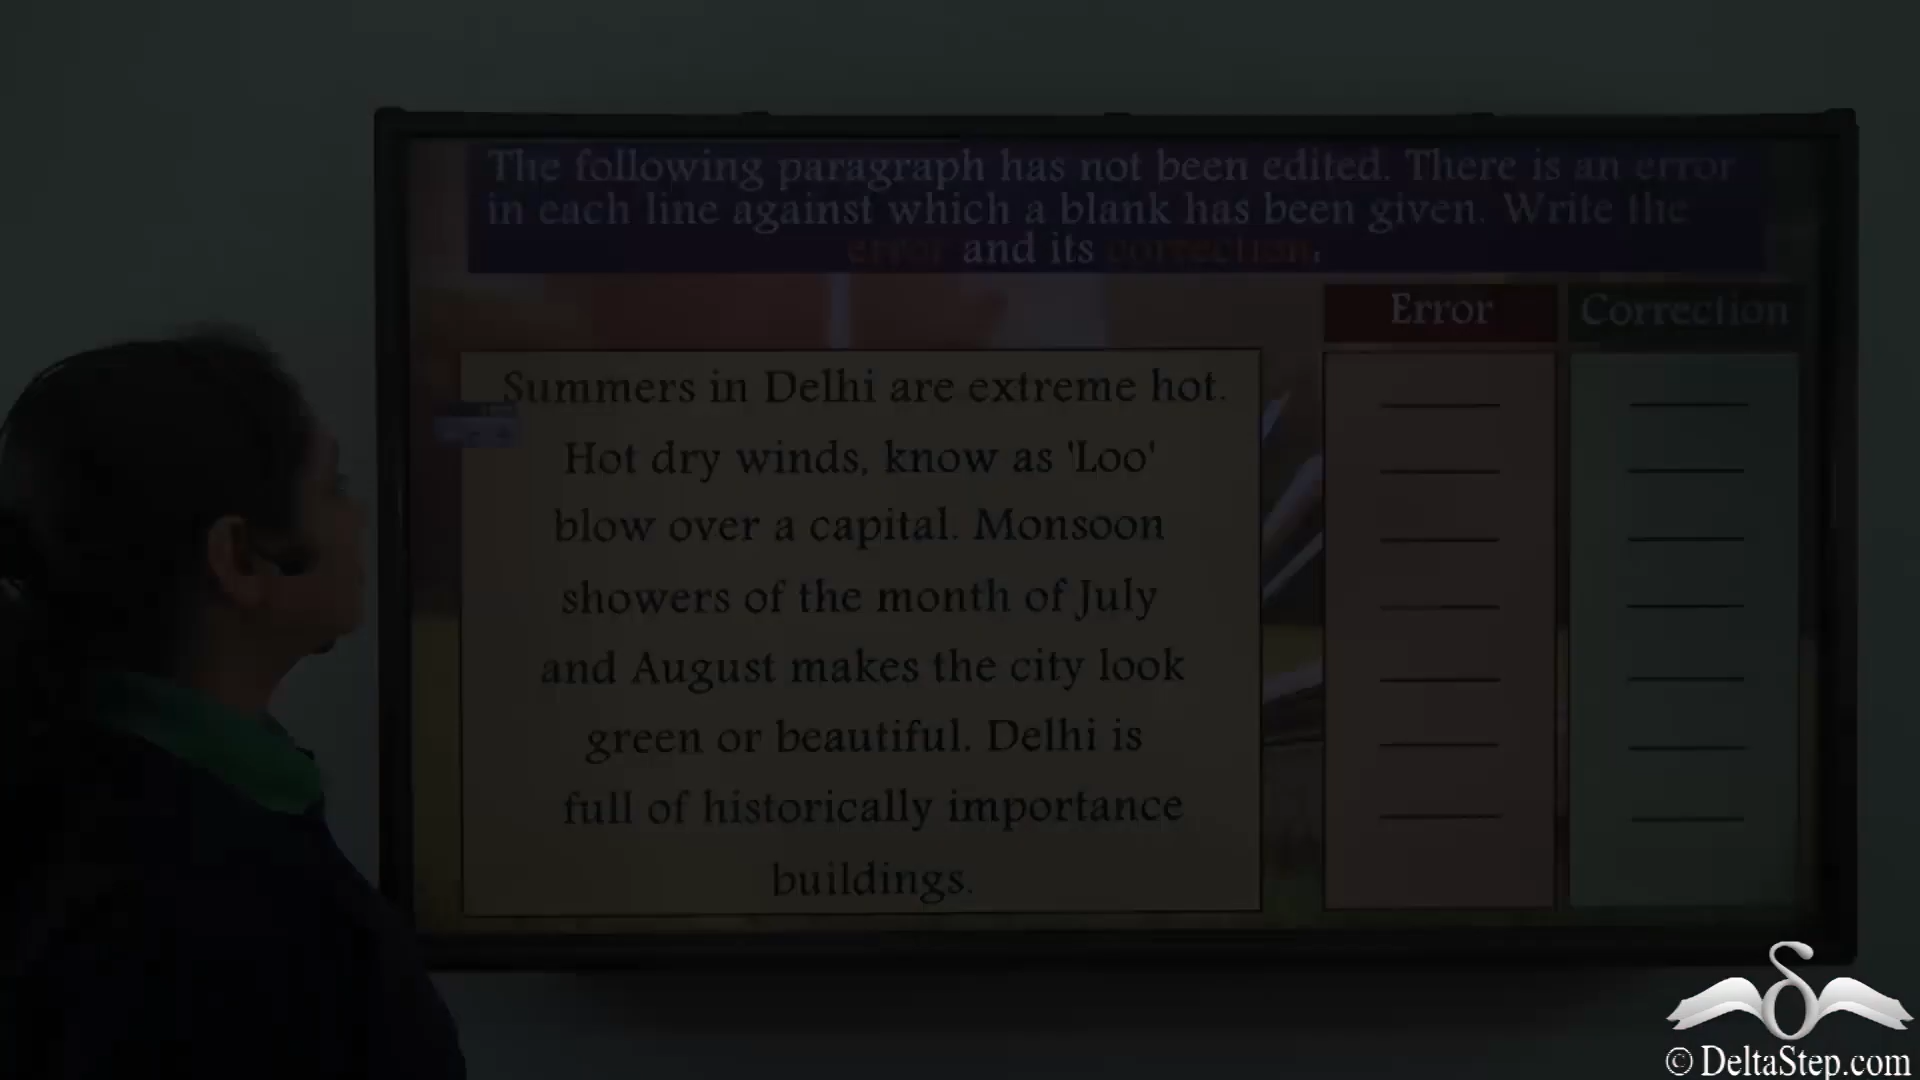 The following paragraph has not been edited. There is an error
in each line against which a blank has been given. Write the
error and its correction.
Error
Correction
Summers in Delhi are extreme hot.
Hot dry winds, know as 'Loo'
blow over a capital. Monsoon
showers of the month of July
and August makes the city look
green or beautiful. Delhi is
full of historically importance
buildings.
© DeltaStep.com